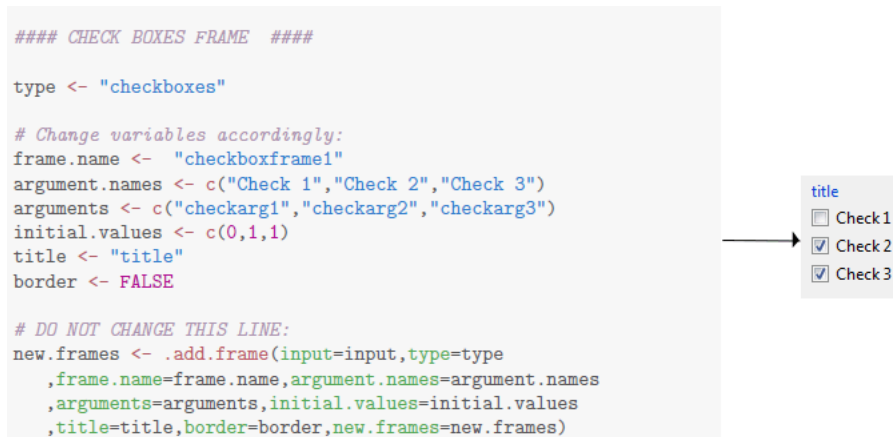 #### CHECK BOXES FRAME  ####
type <- "checkboxes"
# Change variables accordingly:
frame.name <-  "checkboxframe1"
argument.names <- c("Check 1","Check 2","Check 3")
arguments <- c("checkarg1","checkarg2","checkarg3")
initial.values <- c(0,1,1)
title <- "title"
border <- FALSE
# DO NOT CHANGE THIS LINE:
new.frames <- .add.frame(input=input,type=type
,frame.name=frame.name,argument.names=argument.names
,arguments=arguments,initial.values=initial.values
,title=title,border=border,new.frames=new.frames)
title
Check 1
Check 2
Check 3